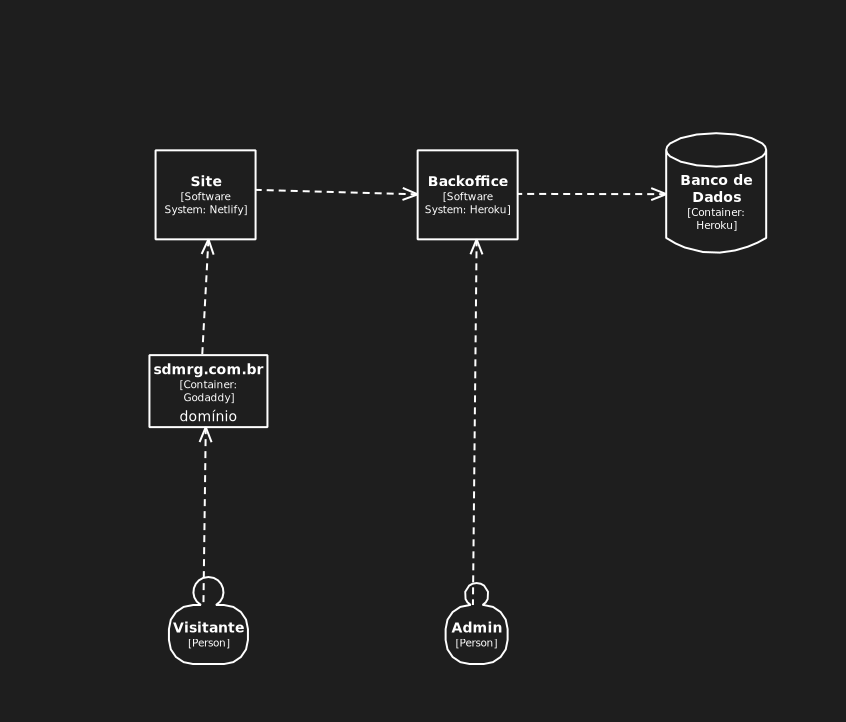 Site
[Software
System: Netlify]
Backoffice
[Software
System: Heroku]
Banco de
Dados
[Container:
Heroku]
sdmrg.com.br
[Container:
Godaddy]
domínio
Visitante
[Person]
Admin
[Person]